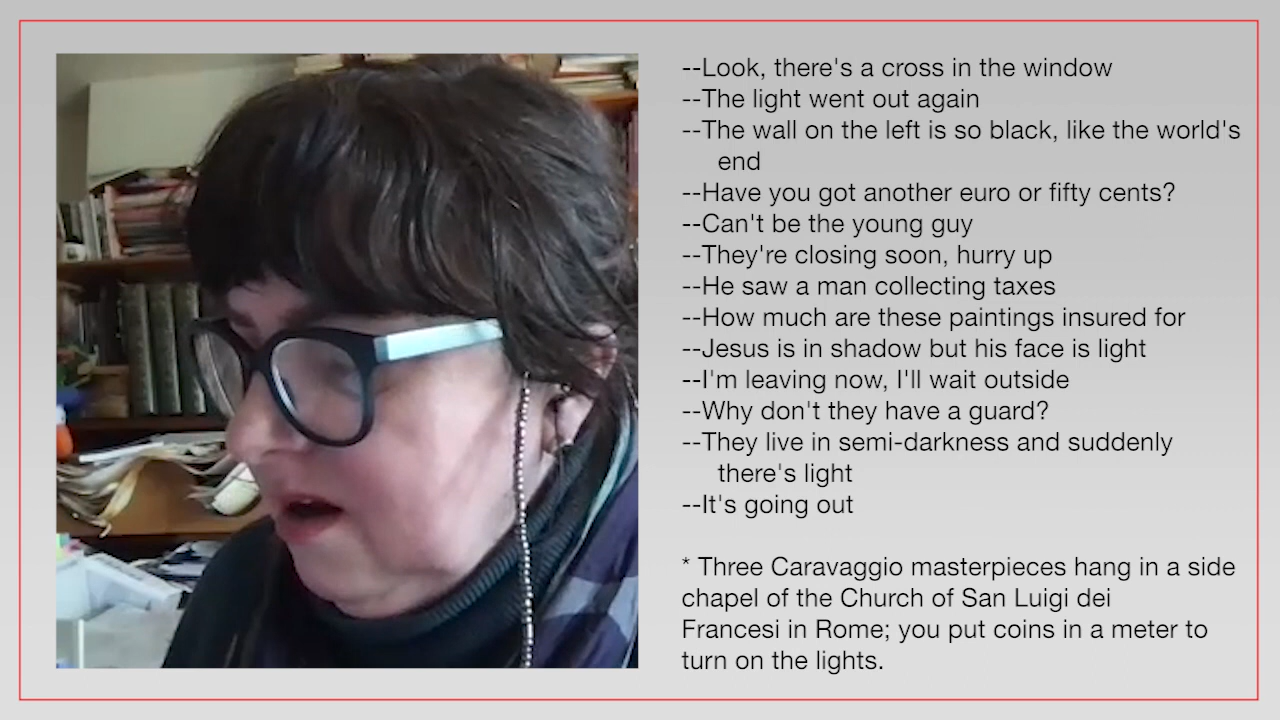 --Look, there's a cross in the window
--The light went out again
--The wall on the left is so black, like the world's
end
--Have you got another euro or fifty cents?
--Can't be the young guy
--They're closing soon, hurry up
--He saw a man collecting taxes
--How much are these paintings insured for
--Jesus is in shadow but his face is light
--I'm leaving now, I'll wait outside
--Why don't they have a guard?
--They live in semi-darkness and suddenly
there's light
--It's going out
* Three Caravaggio masterpieces hang in a side
chapel of the Church of San Luigi dei
Francesi in Rome; you put coins in a meter to
turn on the lights.